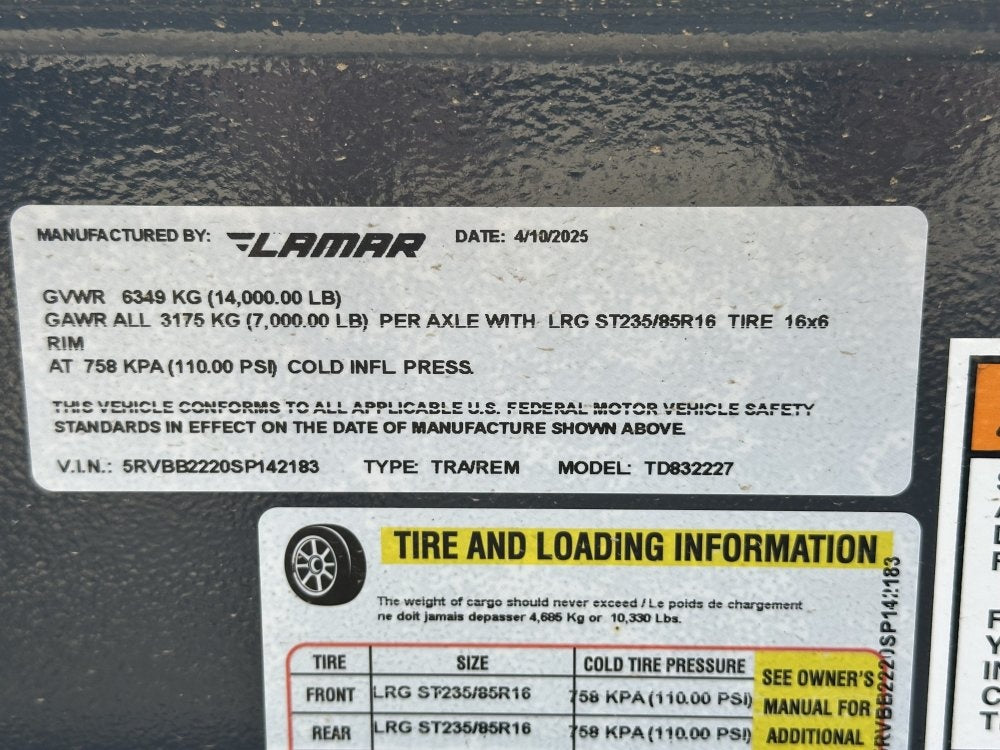 MANUFACTURED BY: LAMAR DATE: 4/10/2025
GVWR 6349 KG (14,000.00 LB)
GAWR ALL 3175 KG (7,000.00 LB) PER AXLE WITH LRG ST235/85R16 TIRE 16x6
RIM
AT 758 KPA (110.00 PSI) COLD INFL. PRESS.
THIS VEHICLE CONFORMS TO ALL APPLICABLE U.S. FEDERAL MOTOR VEHICLE SAFETY
STANDARDS IN EFFECT ON THE DATE OF MANUFACTURE SHOWN ABOVE.
V.I.N.: 5RVBB2220SP142183 TYPE: TRA/REM MODEL: TD832227
TIRE AND LOADING INFORMATION
The weight of cargo should never exceed / Le poids de chargement
ne doit jamais depasser 4,685 Kg or 10,330 Lbs.
TIRE SIZE COLD TIRE PRESSURE
FRONT LRG ST235/85R16 758 KPA (110.00 PSI)
REAR LRG ST235/85R16 758 KPA (110.00 PSI)
SEE OWNER'S
MANUAL FOR
ADDITIONAL
RVBB2220SP142183